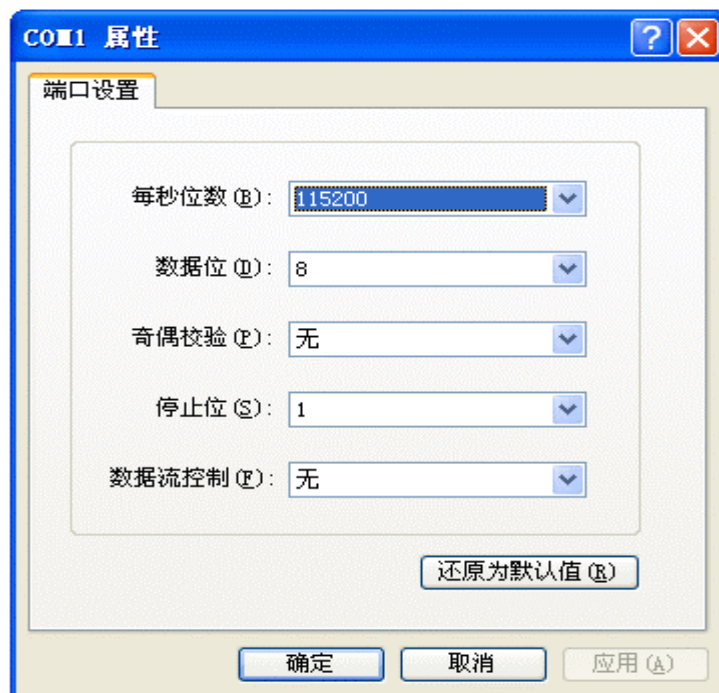 COM1 属性
端口设置
每秒位数(B): 115200
数据位(D): 8
奇偶校验(P): 无
停止位(S): 1
数据流控制(F): 无
还原为默认值(R)
确定 取消 应用(A)